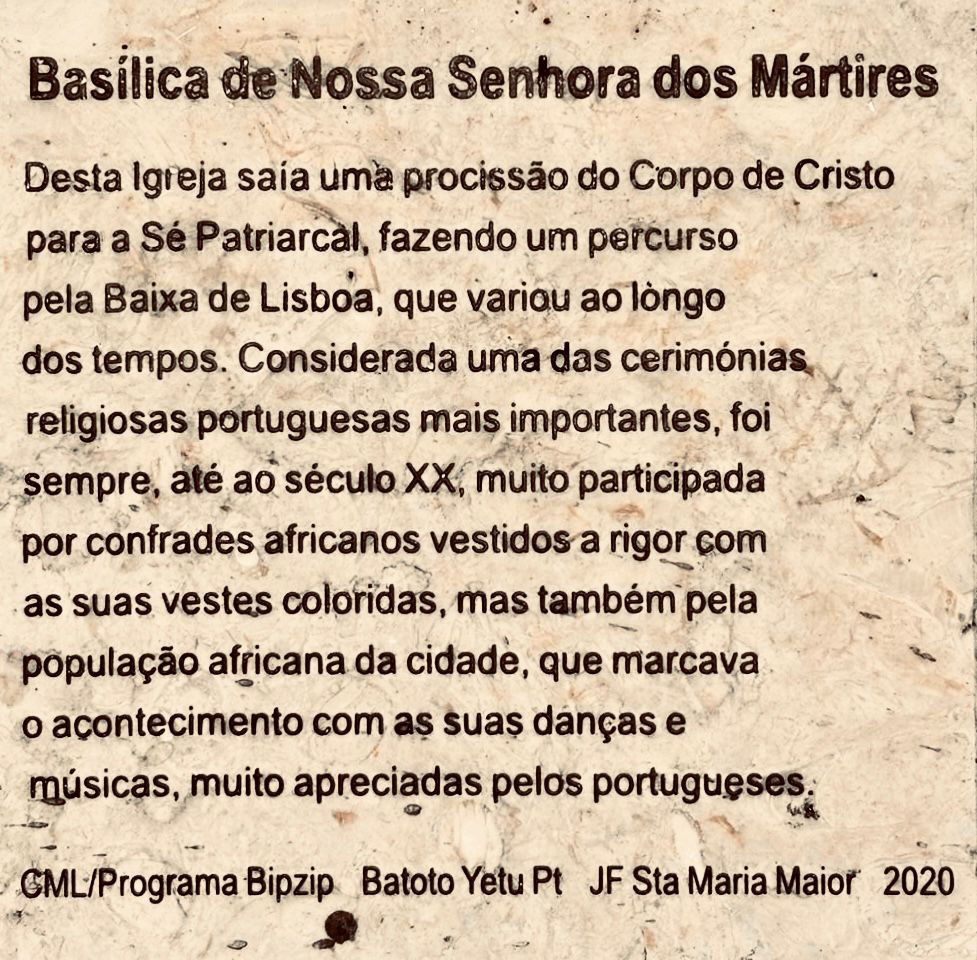 Basílica de Nossa Senhora dos Mártires
Desta Igreja saía uma procissão do Corpo de Cristo
para a Sé Patriarcal, fazendo um percurso
pela Baixa de Lisboa, que variou ao longo
dos tempos. Considerada uma das cerimónias
religiosas portuguesas mais importantes, foi
sempre, até ao século XX, muito participada
por confrades africanos vestidos a rigor com
as suas vestes coloridas, mas também pela
população africana da cidade, que marcava
o acontecimento com as suas danças e
músicas, muito apreciadas pelos portugueses.
CML/Programa Bipzip Batoto Yetu Pt JF Sta Maria Maior 2020